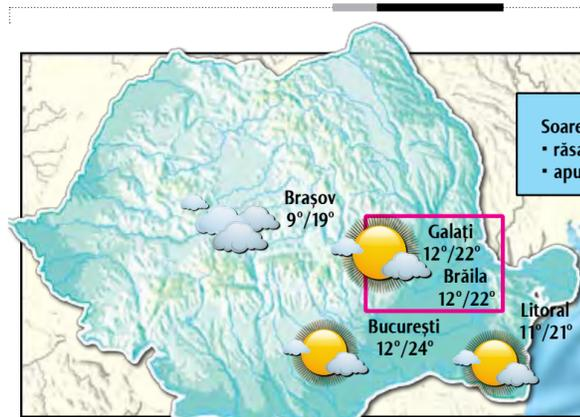 Soare
▪ răsa
▪ apu
Brașov
9°/19°
Galați
12°/22°
Brăila
12°/22°
Litoral
11°/21°
București
12°/24°